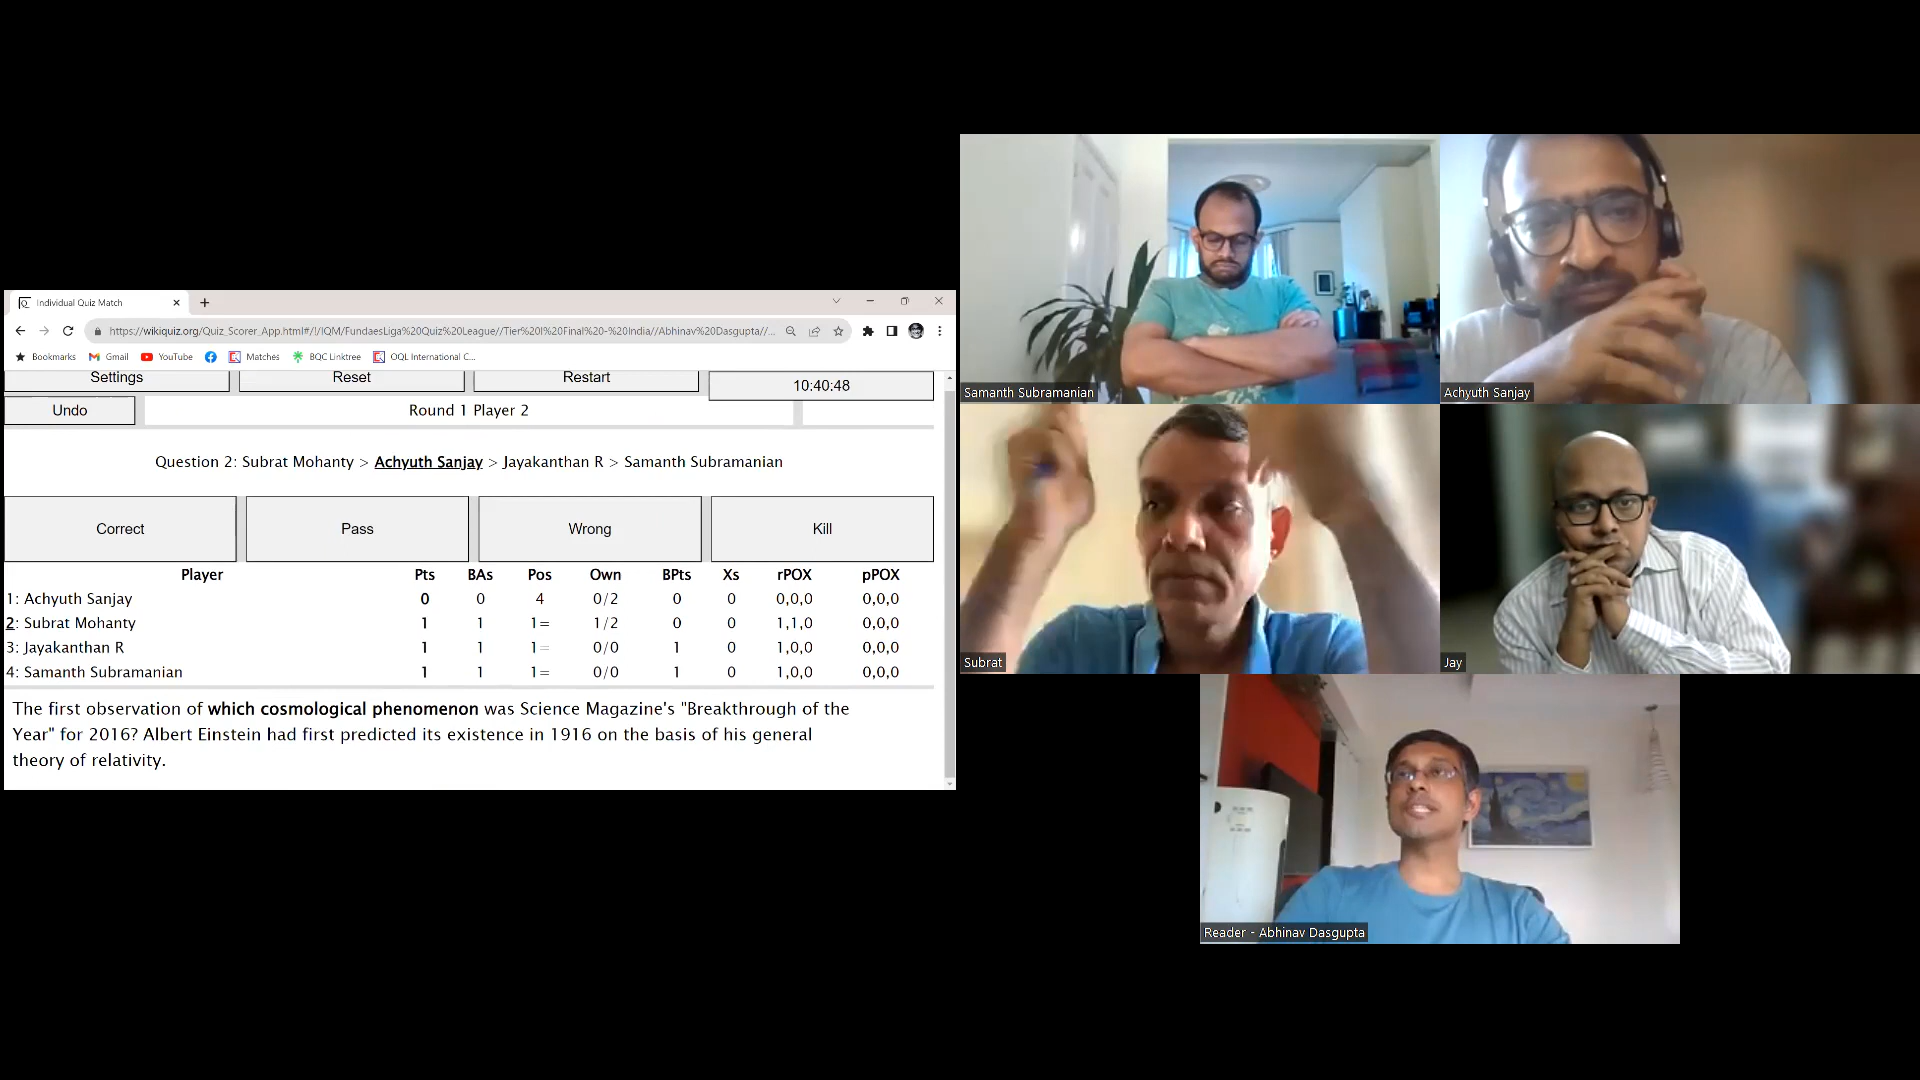 Individual Quiz Match
https://wikiquiz.org/Quiz_Scorer_App.html#/!/IQM/FundaesLiga%20Quiz%20League//Tier%20I%20Final%20-%20India//Abhinav%20Dasgupta//...
Bookmarks Gmail YouTube Matches BQC Linktree OQL International C...
Settings Reset Restart 10:40:48
Undo Round 1 Player 2
Question 2: Subrat Mohanty > Achyuth Sanjay > Jayakanthan R > Samanth Subramanian
Correct Pass Wrong Kill
Player Pts BAs Pos Own BPts Xs rPOX pPOX
1: Achyuth Sanjay 0 0 4 0/2 0 0 0,0,0 0,0,0
2: Subrat Mohanty 1 1 1= 1/2 0 0 1,1,0 0,0,0
3: Jayakanthan R 1 1 1= 0/0 1 0 1,0,0 0,0,0
4: Samanth Subramanian 1 1 1= 0/0 1 0 1,0,0 0,0,0
The first observation of which cosmological phenomenon was Science Magazine's "Breakthrough of the
Year" for 2016? Albert Einstein had first predicted its existence in 1916 on the basis of his general
theory of relativity.
Samanth Subramanian
Achyuth Sanjay
Subrat
Jay
Reader - Abhinav Dasgupta